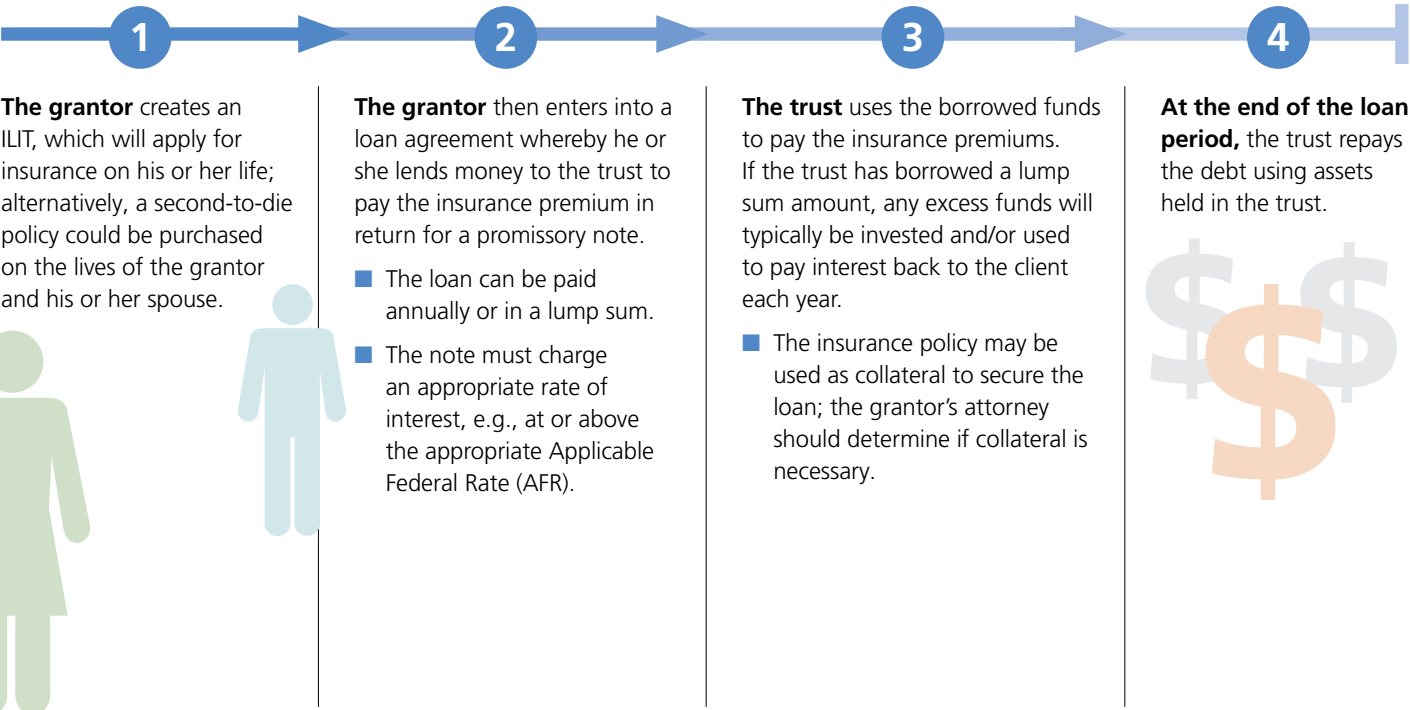 1
The grantor creates an
ILIT, which will apply for
insurance on his or her life;
alternatively, a second-to-die
policy could be purchased
on the lives of the grantor
and his or her spouse.
2
The grantor then enters into a
loan agreement whereby he or
she lends money to the trust to
pay the insurance premium in
return for a promissory note.
■ The loan can be paid
annually or in a lump sum.
■ The note must charge
an appropriate rate of
interest, e.g., at or above
the appropriate Applicable
Federal Rate (AFR).
3
The trust uses the borrowed funds
to pay the insurance premiums.
If the trust has borrowed a lump
sum amount, any excess funds will
typically be invested and/or used
to pay interest back to the client
each year.
■ The insurance policy may be
used as collateral to secure the
loan; the grantor’s attorney
should determine if collateral is
necessary.
4
At the end of the loan
period, the trust repays
the debt using assets
held in the trust.
$ $ $